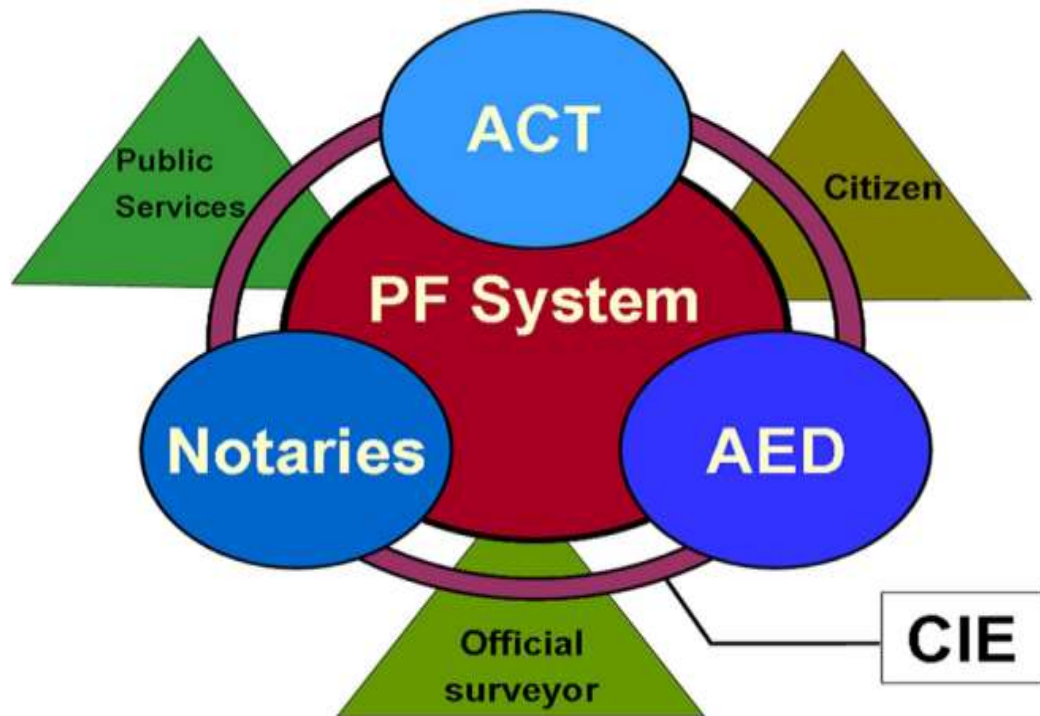 ACT
Public
Services
Citizen
PF System
Notaries
AED
CIE
Official
surveyor